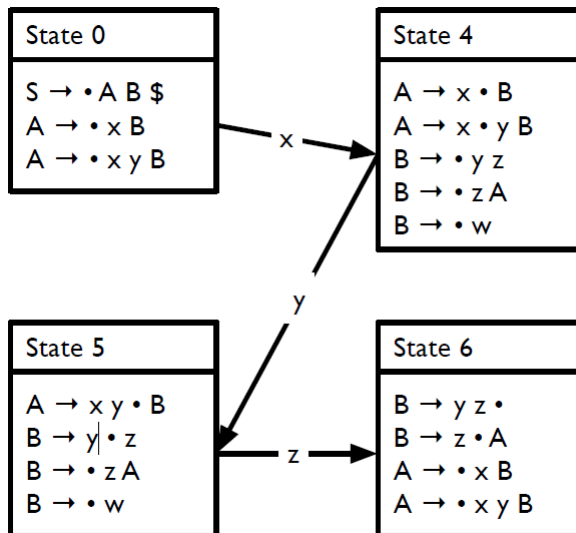 State 0
S → • A B $
A → • x B
A → • x y B
x
State 4
A → x • B
A → x • y B
B → • y z
B → • z A
B → • w
y
State 5
A → x y • B
B → y • z
B → • z A
B → • w
z
State 6
B → y z •
B → z • A
A → • x B
A → • x y B